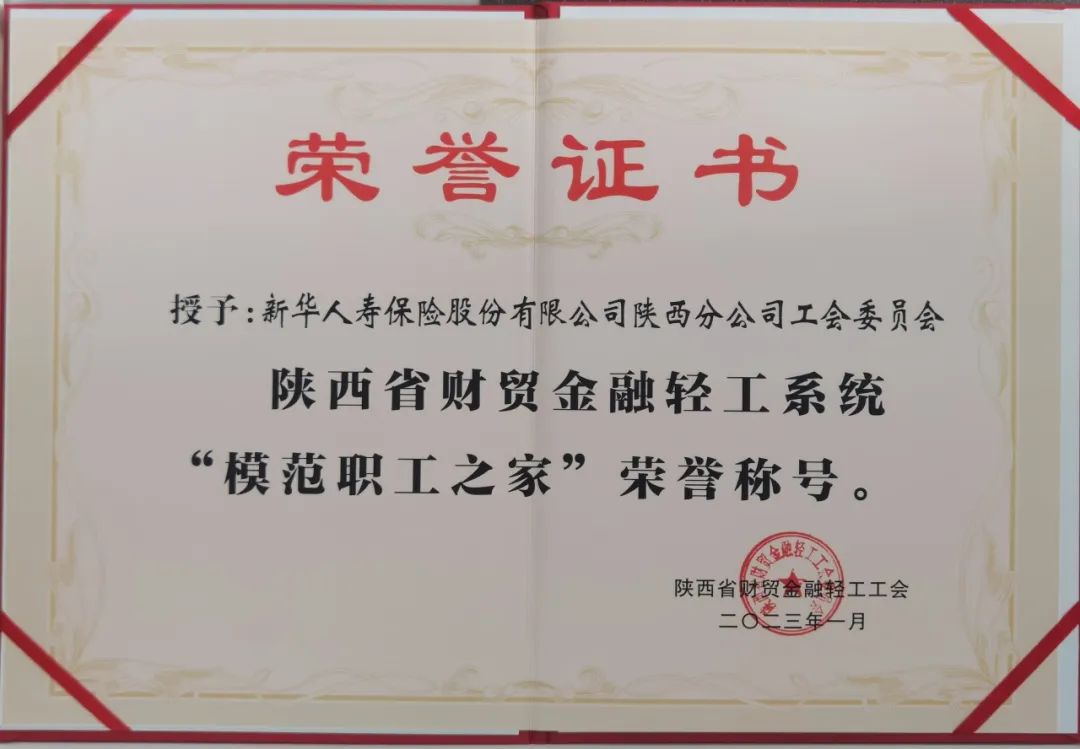 荣誉证书
授予:新华人寿保险股份有限公司陕西分公司工会委员会
陕西省财贸金融轻工系统
“模范职工之家”荣誉称号。
陕西省财贸金融轻工工会
二〇二三年一月